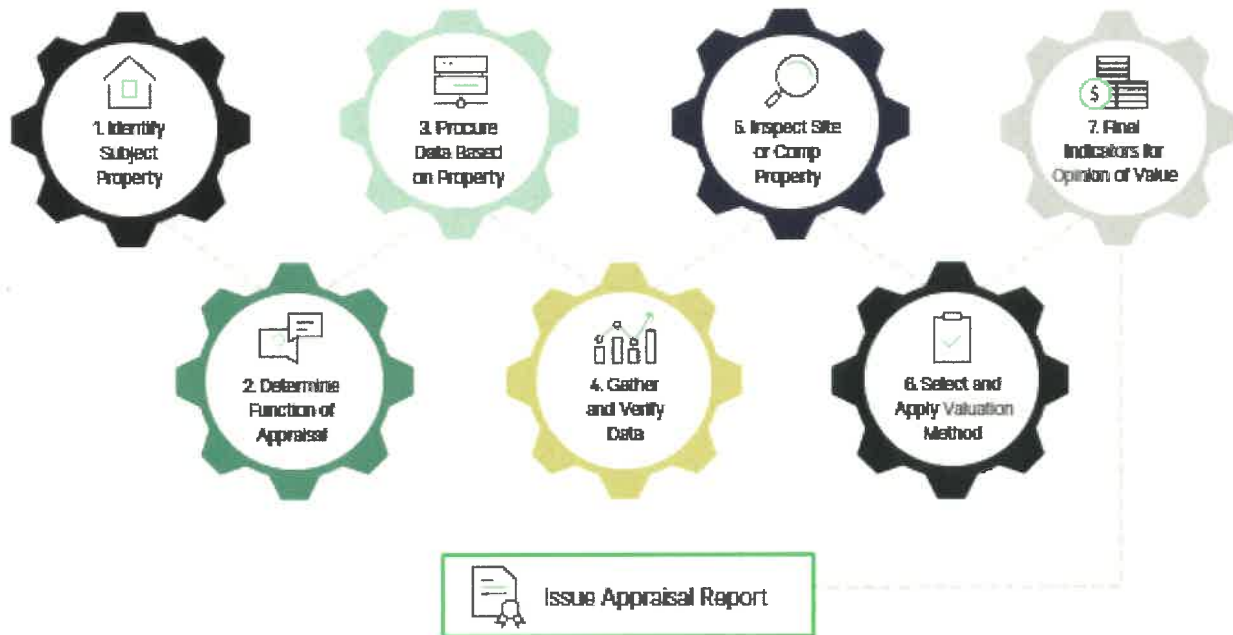 1. Identify
Subject
Property
2. Determine
Function of
Appraisal
3. Procure
Data Based
on Property
4. Gather
and Verify
Data
5. Inspect Site
or Comp
Property
6. Select and
Apply Valuation
Method
$
7. Final
Indicators for
Opinion of Value
Issue Appraisal Report